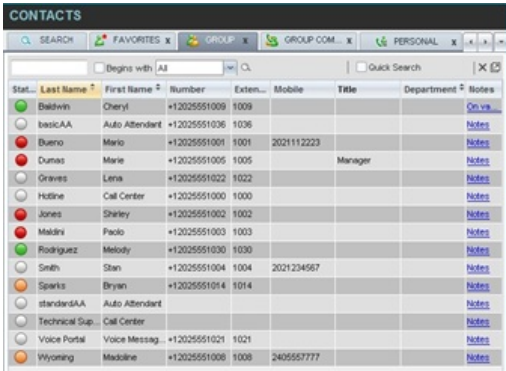 CONTACTS
SEARCH FAVORITES x GROUP x GROUP COM... x PERSONAL x
Begins with All Quick Search
Stat... Last Name First Name Number Exten... Mobile Title Department Notes
Baldwin Cheryl +12025551009 1009 On va...
basicAA Auto Attendant +12025551036 1036 Notes
Bueno Mario +12025551001 1001 2021112223 Notes
Dumas Marie +12025551005 1005 Manager Notes
Graves Lena +12025551022 1022 Notes
Hotline Call Center +12025551000 1000 Notes
Jones Shirley +12025551002 1002 Notes
Maldini Paolo +12025551003 1003 Notes
Rodriguez Melody +12025551030 1030 Notes
Smith Stan +12025551004 1004 2021234567 Notes
Sparks Bryan +12025551014 1014 Notes
standardAA Auto Attendant Notes
Technical Sup... Call Center Notes
Voice Portal Voice Messag... +12025551021 1021 Notes
Wyoming Madoline +12025551008 1008 2405557777 Notes